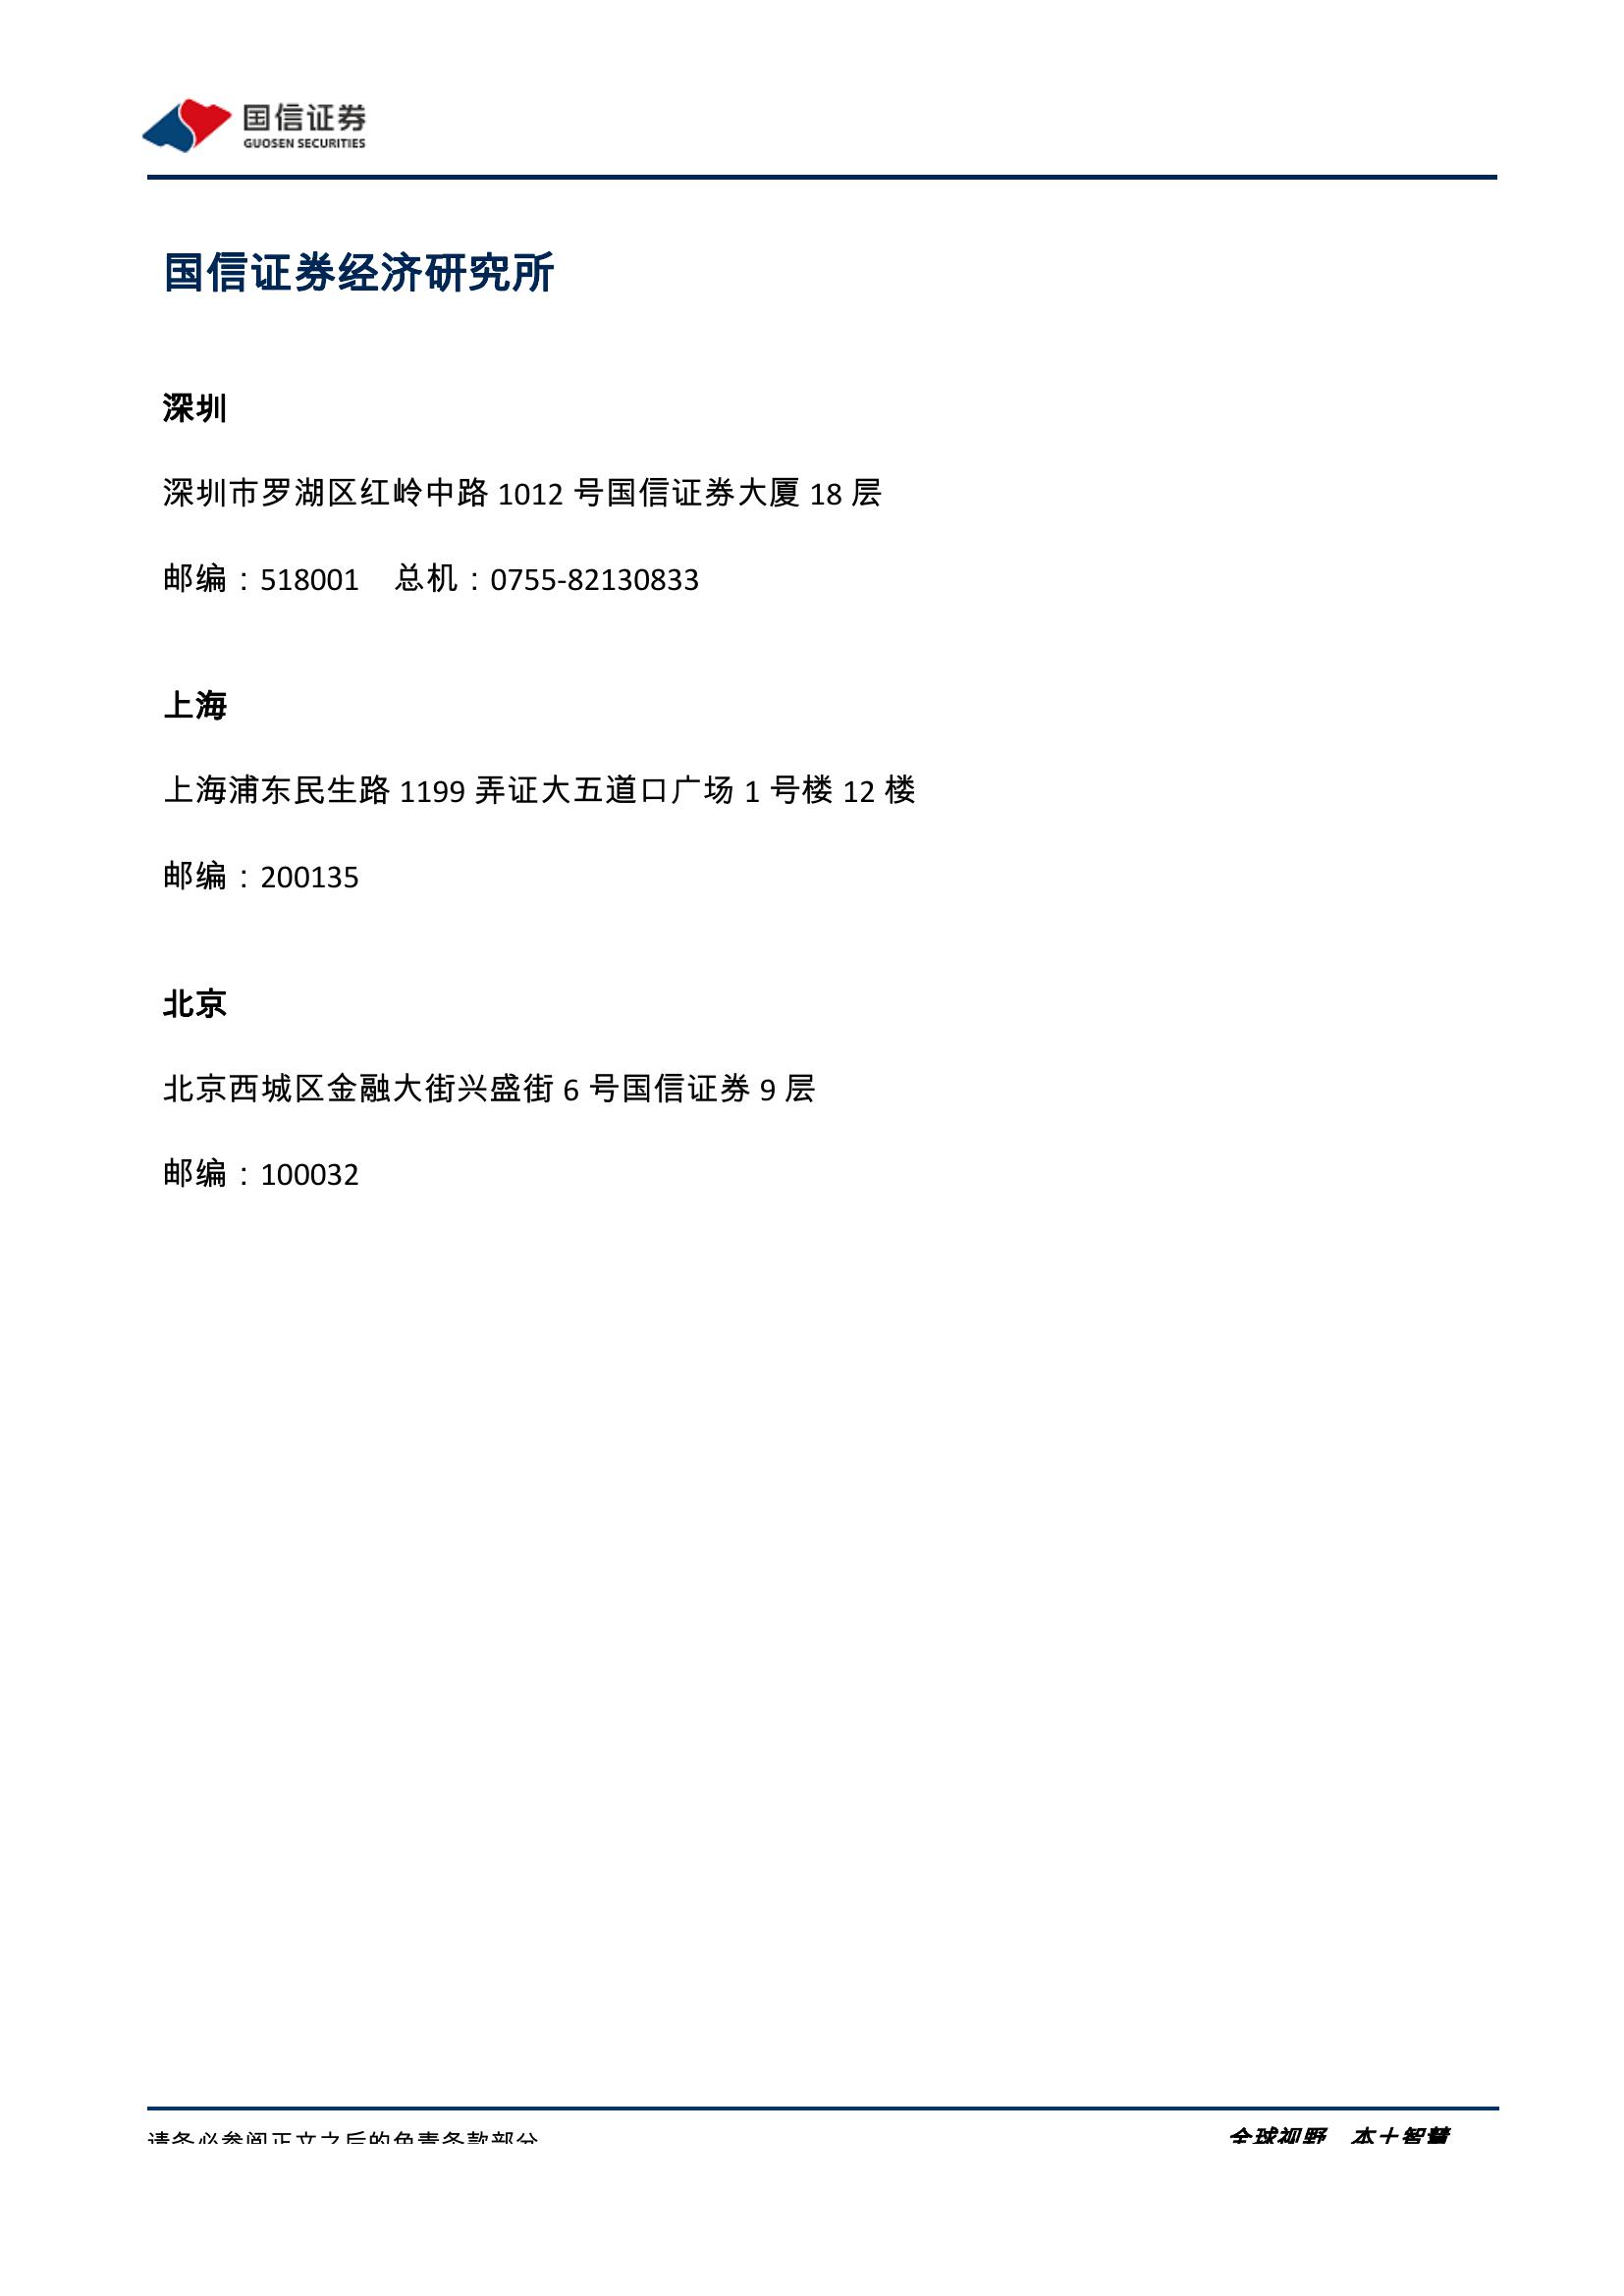 国信证券
GUOSEN SECURITIES
国信证券经济研究所
深圳
深圳市罗湖区红岭中路 1012 号国信证券大厦 18 层
邮编：518001 总机：0755-82130833
上海
上海浦东民生路 1199 弄证大五道口广场 1 号楼 12 楼
邮编：200135
北京
北京西城区金融大街兴盛街 6 号国信证券 9 层
邮编：100032
请务必参阅正文之后的免责条款部分 全球视野 本土智慧